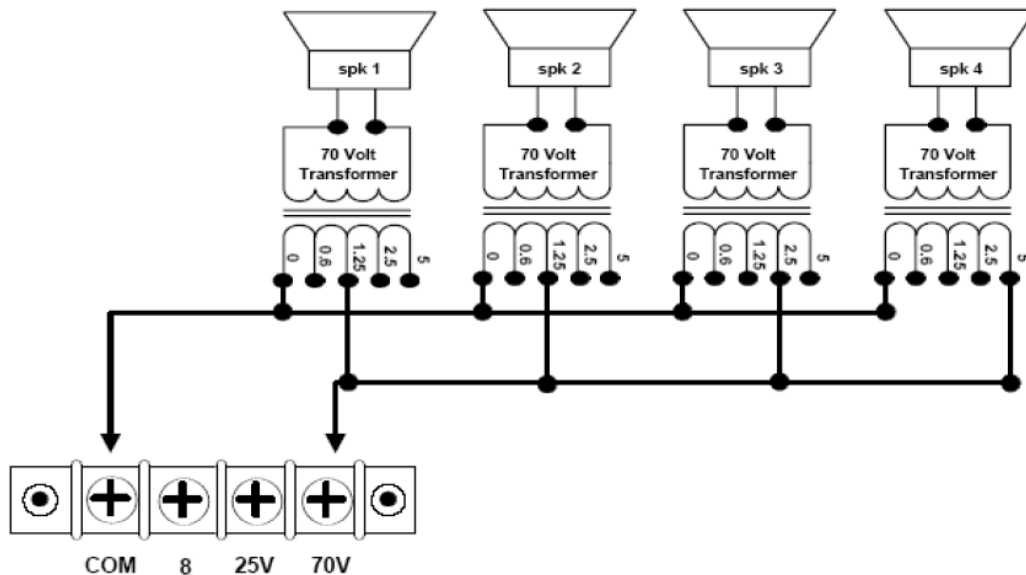 spk 1
spk 2
spk 3
spk 4
70 Volt
Transformer
70 Volt
Transformer
70 Volt
Transformer
70 Volt
Transformer
0 0.6 1.25 2.5 5
0 0.6 1.25 2.5 5
0 0.6 1.25 2.5 5
0 0.6 1.25 2.5 5
COM 8 25V 70V